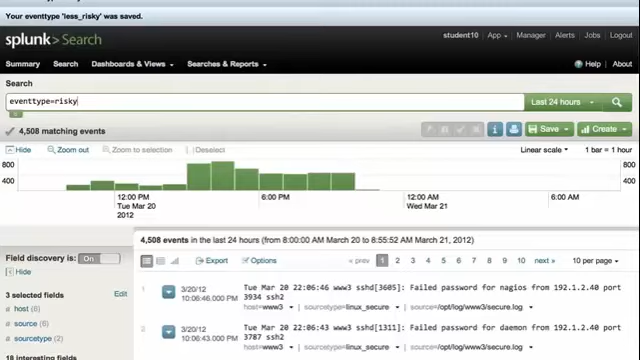 Your eventtype 'less_risky' was saved.
splunk> Search
student10 App Manager Alerts Jobs Logout
Summary Search Dashboards & Views Searches & Reports
Help About
Search
eventtype=risky
Last 24 hours
4,508 matching events
Save Create
Hide Zoom out Zoom to selection Deselect
Linear scale 1 bar = 1 hour
800 800
400 400
12:00 PM 6:00 PM 12:00 AM 6:00 AM
Tue Mar 20 Wed Mar 21
2012
4,508 events in the last 24 hours (from 8:00:00 AM March 20 to 8:55:52 AM March 21, 2012)
Field discovery is: On
Hide
Export Options
« prev 1 2 3 4 5 6 7 8 9 10 next » 10 per page
3 selected fields Edit
host (6)
source (6)
sourcetype (2)
18 interesting fields
1 3/20/12 10:06:46.000 PM
Tue Mar 20 22:06:46 www3 sshd[3605]: Failed password for nagios from 192.1.2.40 port
3934 ssh2
host=www3 | sourcetype=linux_secure | source=/opt/log/www3/secure.log
2 3/20/12 10:06:43.000 PM
Tue Mar 20 22:06:43 www3 sshd[1311]: Failed password for daemon from 192.1.2.40 port
3787 ssh2
host=www3 | sourcetype=linux_secure | source=/opt/log/www3/secure.log